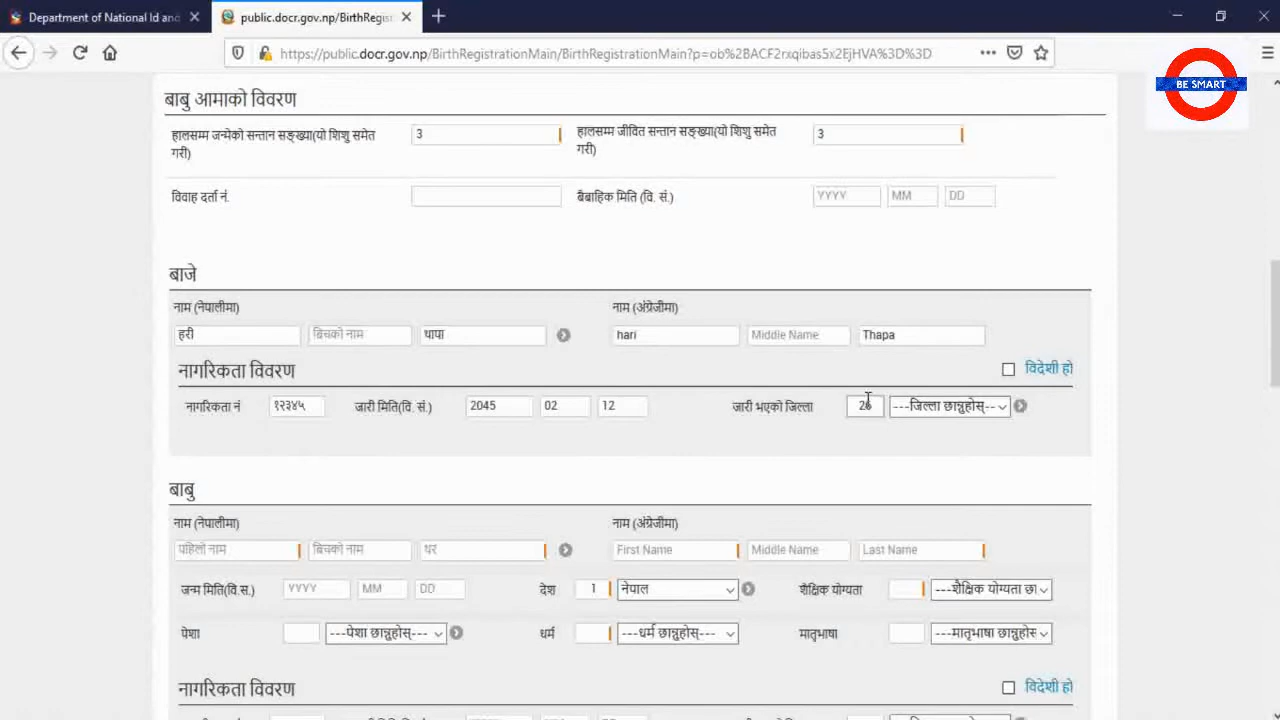 Department of National Id and
public.docr.gov.np/BirthRegis
https://public.docr.gov.np/BirthRegistrationMain/BirthRegistrationMain?p=ob%2BACF2rxqibas5x2EjHVA%3D%3D
BE SMART
बाबु आमाको विवरण
हालसम्म जन्मेको सन्तान सङ्ख्या(यो शिशु समेत गरी) 3 हालसम्म जीवित सन्तान सङ्ख्या(यो शिशु समेत गरी) 3
विवाह दर्ता नं. बैबाहिक मिति (वि. सं.) YYYY MM DD
बाजे
नाम (नेपालीमा) नाम (अंग्रेजीमा)
हरी बिचको नाम थापा hari Middle Name Thapa
नागरिकता विवरण विदेशी हो
नागरिकता नं १२३४५ जारी मिति(वि. सं.) 2045 02 12 जारी भएको जिल्ला ---जिल्ला छान्नुहोस्--
बाबु
नाम (नेपालीमा) नाम (अंग्रेजीमा)
पहिलो नाम बिचको नाम थर First Name Middle Name Last Name
जन्म मिति(वि.स.) YYYY MM DD देश 1 नेपाल शैक्षिक योग्यता ---शैक्षिक योग्यता छा
पेशा ---पेशा छान्नुहोस्--- धर्म ---धर्म छान्नुहोस्--- मातृभाषा ---मातृभाषा छान्नुहोस्
नागरिकता विवरण विदेशी हो